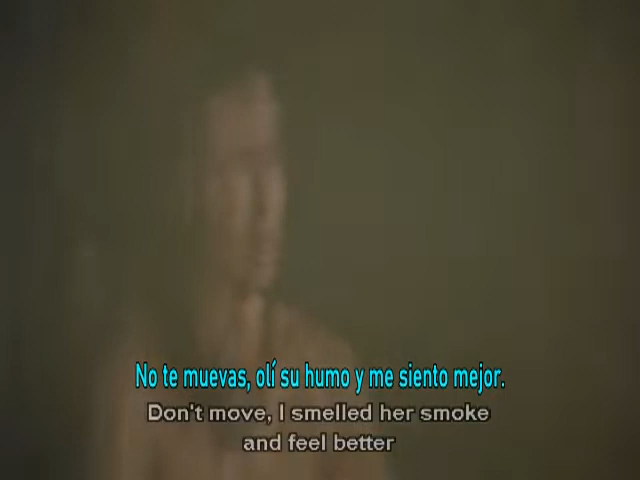 No te muevas, olí su humo y me siento mejor.
Don't move, I smelled her smoke
and feel better